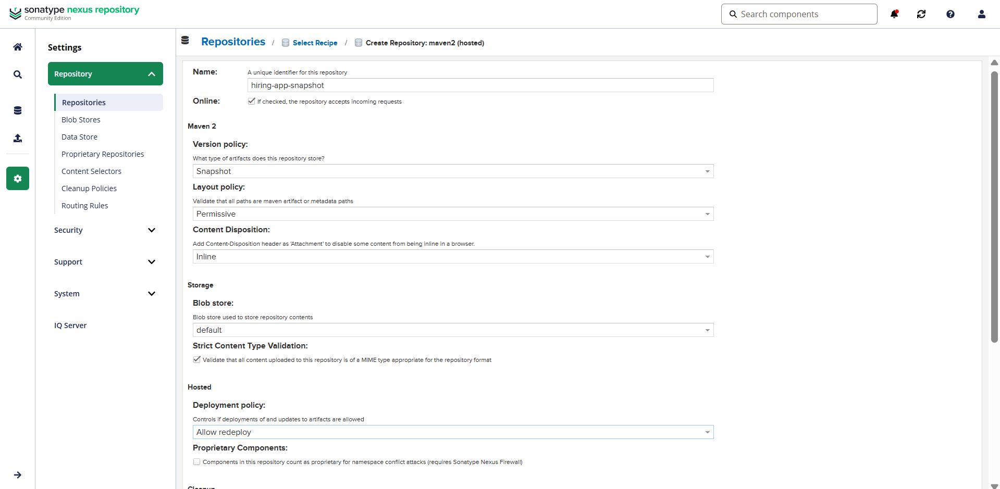 sonatype nexus repository
Community Edition
Search components
Settings
Repository
Repositories
Blob Stores
Data Store
Proprietary Repositories
Content Selectors
Cleanup Policies
Routing Rules
Security
Support
System
IQ Server
Repositories / Select Recipe / Create Repository: maven2 (hosted)
Name: A unique identifier for this repository
hiring-app-snapshot
Online: If checked, the repository accepts incoming requests
Maven 2
Version policy:
What type of artifacts does this repository store?
Snapshot
Layout policy:
Validate that all paths are maven artifact or metadata paths
Permissive
Content Disposition:
Add Content-Disposition header as 'Attachment' to disable some content from being inline in a browser.
Inline
Storage
Blob store:
Blob store used to store repository contents
default
Strict Content Type Validation:
Validate that all content uploaded to this repository is of a MIME type appropriate for the repository format
Hosted
Deployment policy:
Controls if deployments of and updates to artifacts are allowed
Allow redeploy
Proprietary Components:
Components in this repository count as proprietary for namespace conflict attacks (requires Sonatype Nexus Firewall)
Cleanup